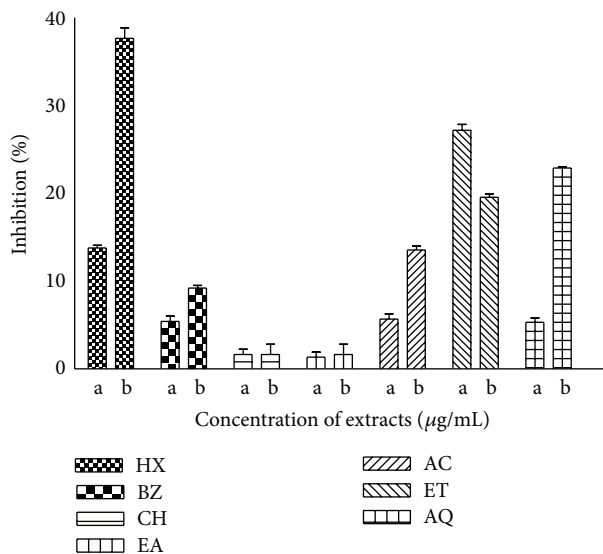 40
30
20
10
0
Inhibition (%)
a b a b a b a b a b a b a b
Concentration of extracts (μg/mL)
HX
BZ
CH
EA
AC
ET
AQ